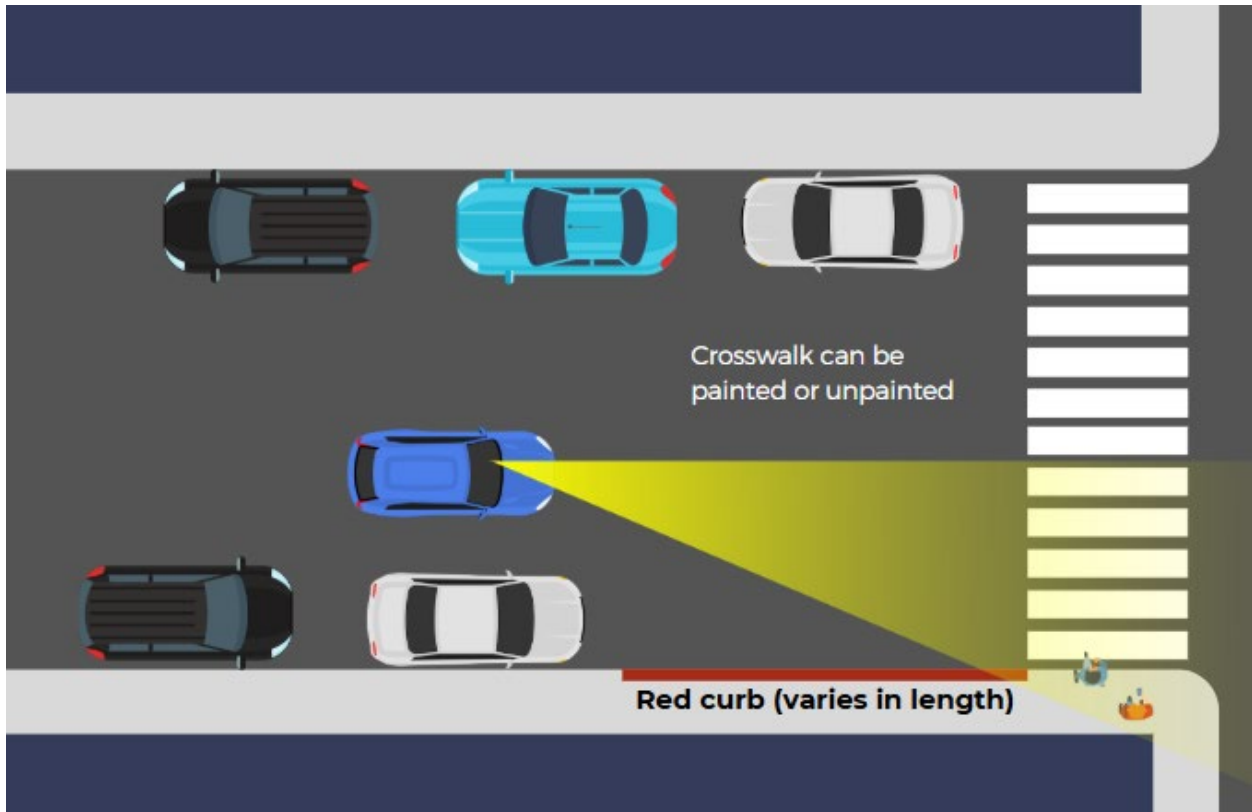 Crosswalk can be
painted or unpainted
Red curb (varies in length)